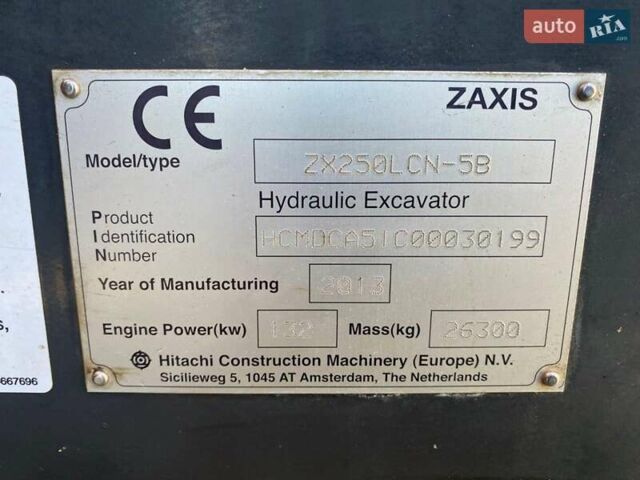 auto RIA.com
CE ZAXIS
Model/type ZX250LCN-5B
Hydraulic Excavator
Product
Identification HCMDCA51C00030199
Number
Year of Manufacturing 2013
Engine Power(kw) 132 Mass(kg) 26300
Hitachi Construction Machinery (Europe) N.V.
Sicilieweg 5, 1045 AT Amsterdam, The Netherlands
s,
667696